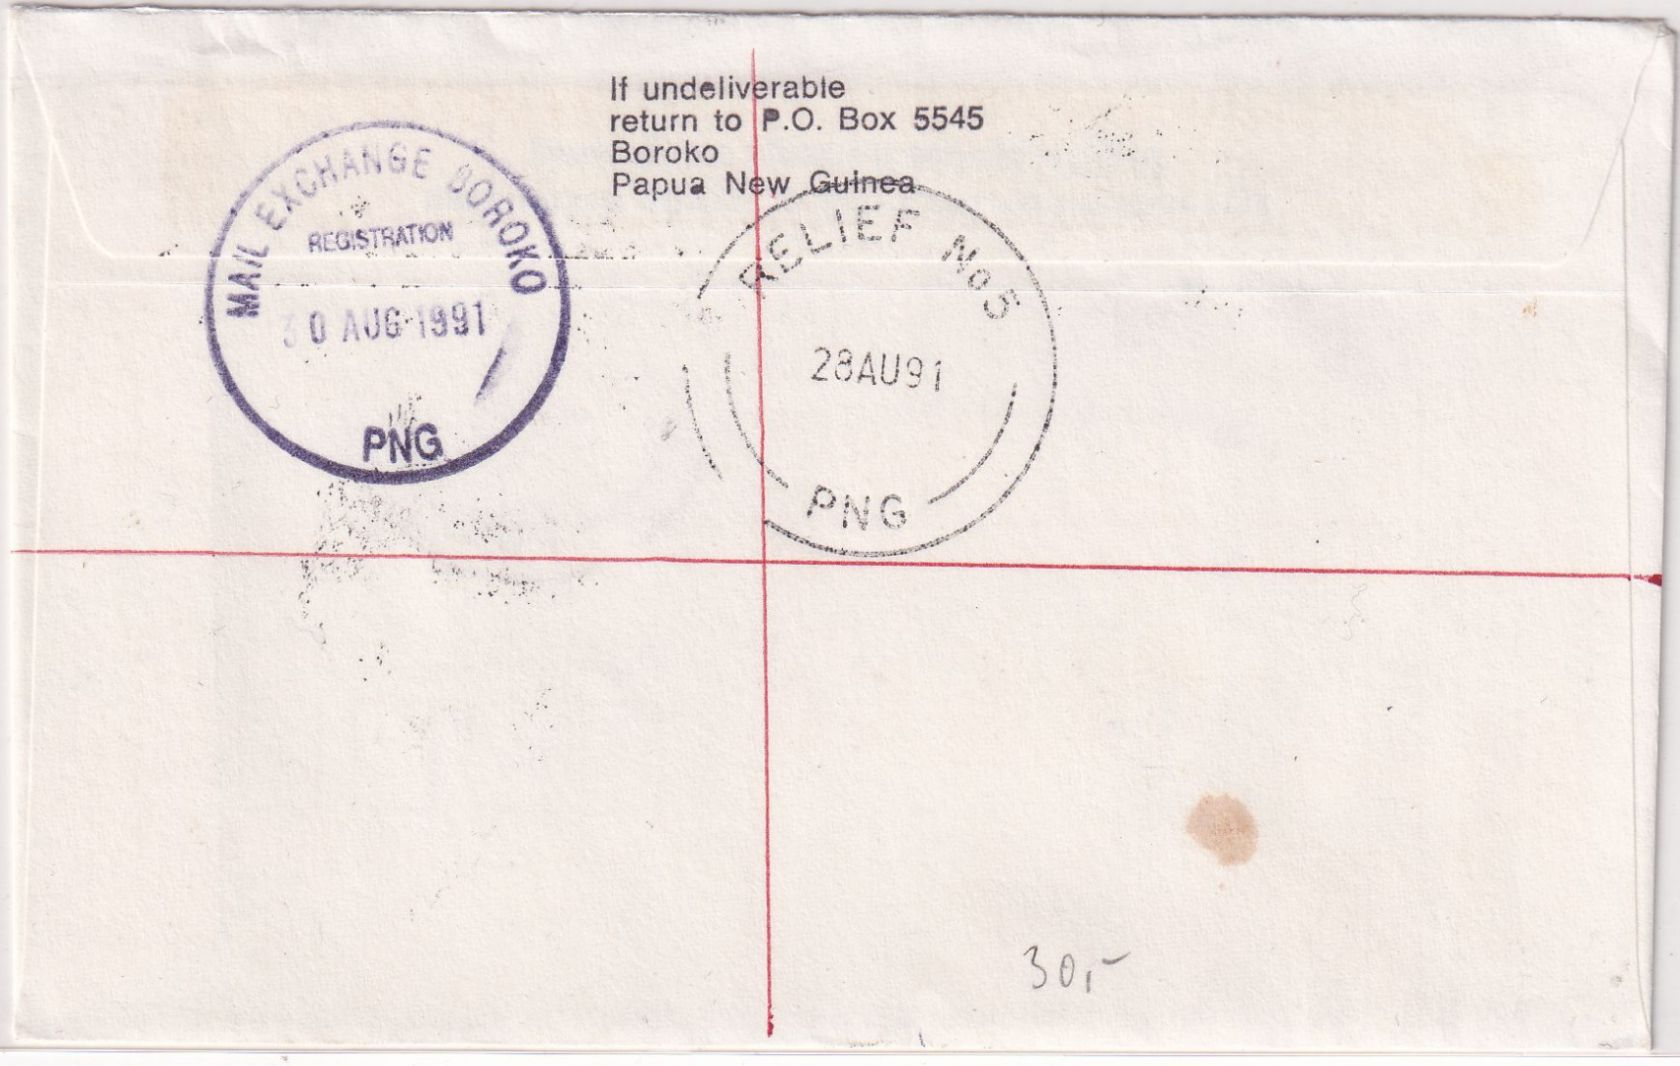 If undeliverable
return to P.O. Box 5545
Boroko
Papua New Guinea
MAIL EXCHANGE BOROKO
REGISTRATION
30 AUG 1991
PNG
RELIEF No5
28AU91
PNG
30,-